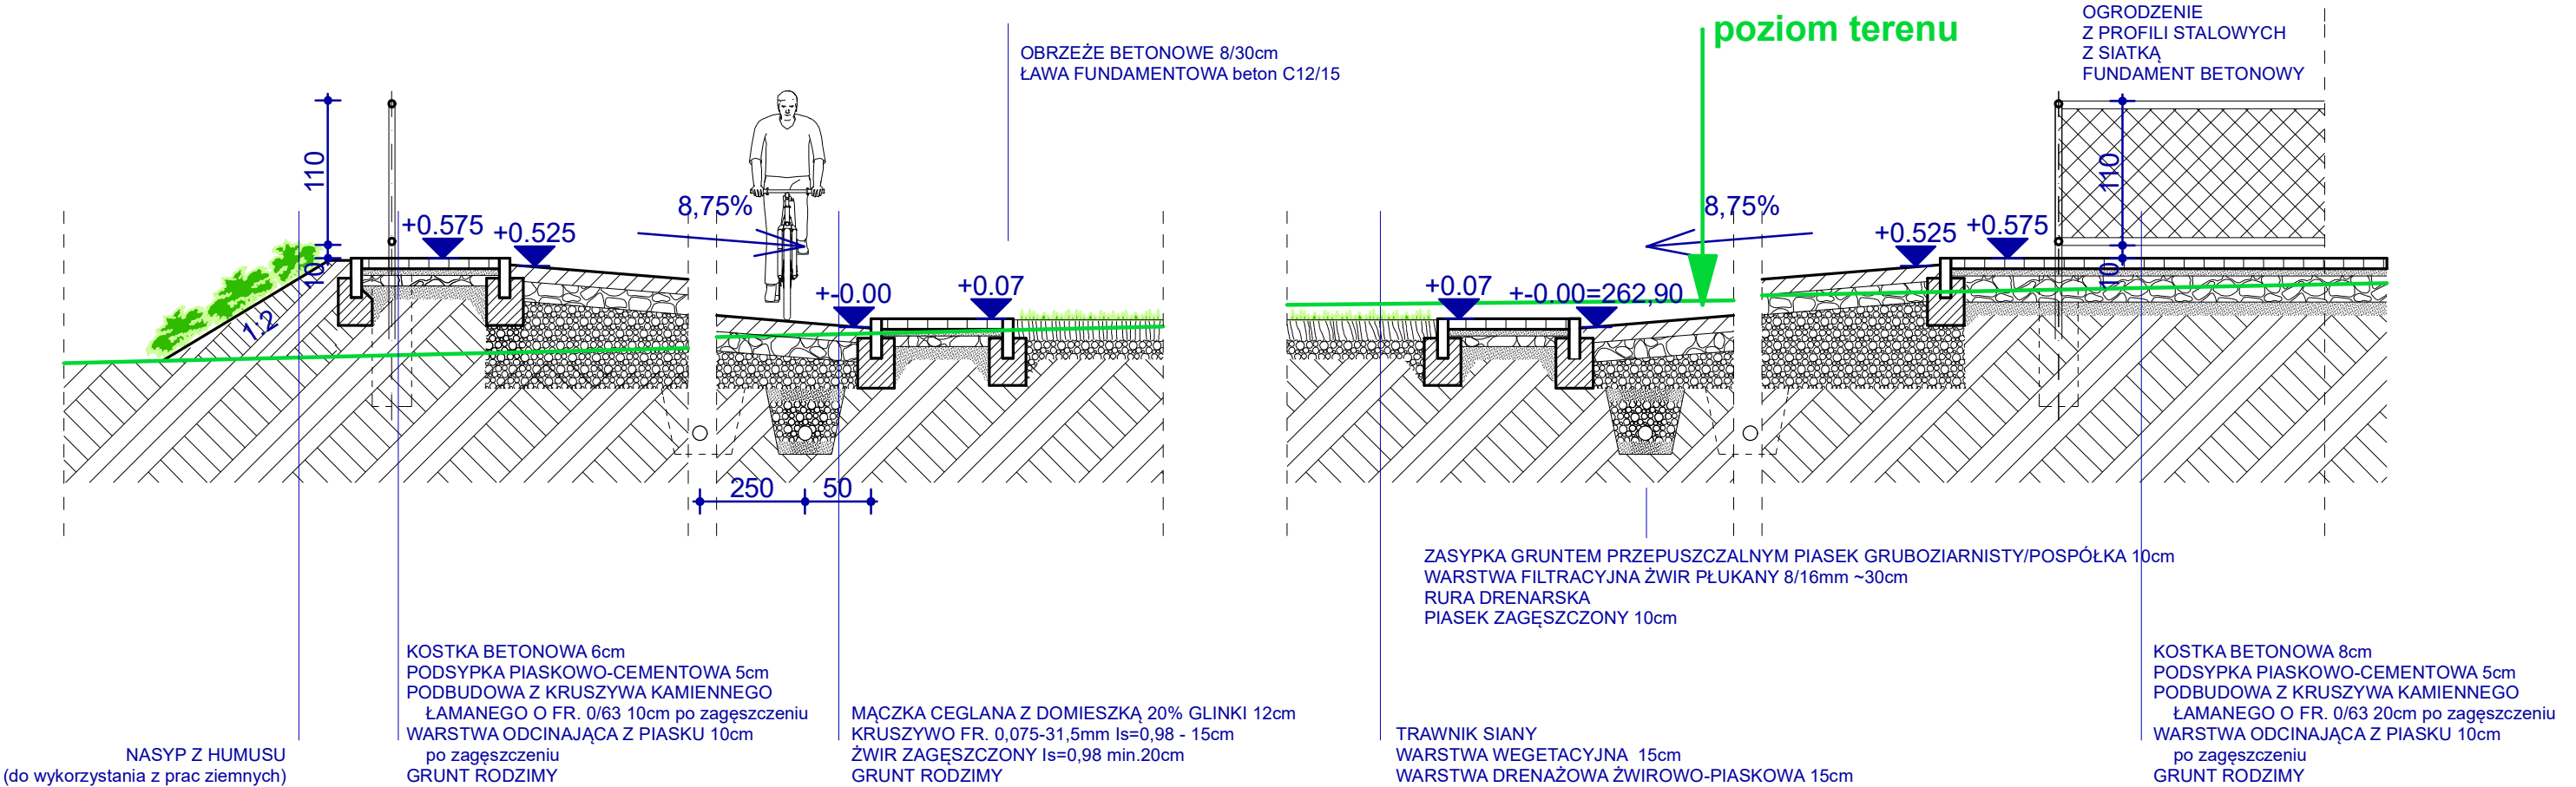 OBRZEŻE BETONOWE 8/30cm
ŁAWA FUNDAMENTOWA beton C12/15
poziom terenu
OGRODZENIE
Z PROFILI STALOWYCH
Z SIATKĄ
FUNDAMENT BETONOWY
110
10
1:2
+0.575
+0.525
8,75%
+-0.00
+0.07
+0.07
+-0.00=262,90
8,75%
+0.525
+0.575
110
10
250
50
ZASYPKA GRUNTEM PRZEPUSZCZALNYM PIASEK GRUBOZIARNISTY/POSPÓŁKA 10cm
WARSTWA FILTRACYJNA ŻWIR PŁUKANY 8/16mm ~30cm
RURA DRENARSKA
PIASEK ZAGĘSZCZONY 10cm
NASYP Z HUMUSU
(do wykorzystania z prac ziemnych)
KOSTKA BETONOWA 6cm
PODSYPKA PIASKOWO-CEMENTOWA 5cm
PODBUDOWA Z KRUSZYWA KAMIENNEGO
ŁAMANEGO O FR. 0/63 10cm po zagęszczeniu
WARSTWA ODCINAJĄCA Z PIASKU 10cm
po zagęszczeniu
GRUNT RODZIMY
MĄCZKA CEGLANA Z DOMIESZKĄ 20% GLINKI 12cm
KRUSZYWO FR. 0,075-31,5mm Is=0,98 - 15cm
ŻWIR ZAGĘSZCZONY Is=0,98 min.20cm
GRUNT RODZIMY
TRAWNIK SIANY
WARSTWA WEGETACYJNA 15cm
WARSTWA DRENAŻOWA ŻWIROWO-PIASKOWA 15cm
KOSTKA BETONOWA 8cm
PODSYPKA PIASKOWO-CEMENTOWA 5cm
PODBUDOWA Z KRUSZYWA KAMIENNEGO
ŁAMANEGO O FR. 0/63 20cm po zagęszczeniu
WARSTWA ODCINAJĄCA Z PIASKU 10cm
po zagęszczeniu
GRUNT RODZIMY